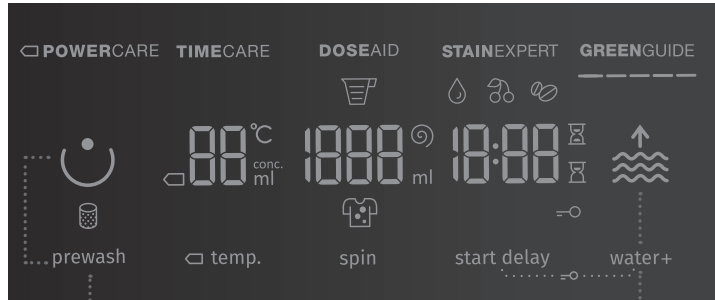 POWERCARE TIMECARE DOSEAID STAINEXPERT GREENGUIDE
88 °C conc. ml 1888 ml 18:88
prewash temp. spin start delay water+